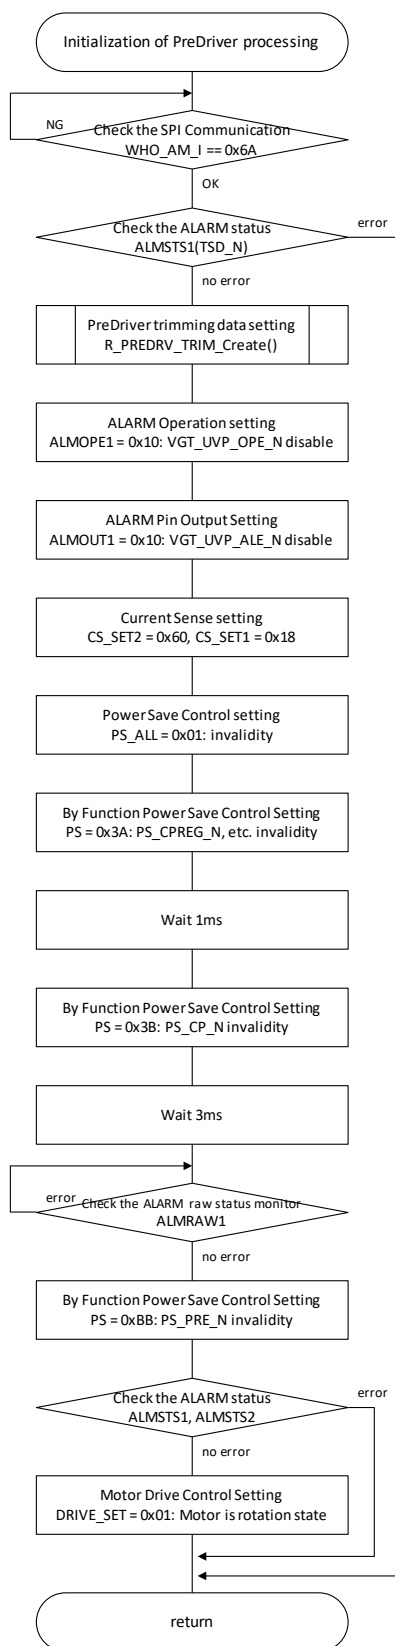 Initialization of PreDriver processing
NG
Check the SPI Communication
WHO_AM_I == 0x6A
OK
Check the ALARM status
ALMSTS1(TSD_N)
error
no error
PreDriver trimming data setting
R_PREDRV_TRIM_Create()
ALARM Operation setting
ALMOPE1 = 0x10: VGT_UVP_OPE_N disable
ALARM Pin Output Setting
ALMOUT1 = 0x10: VGT_UVP_ALE_N disable
Current Sense setting
CS_SET2 = 0x60, CS_SET1 = 0x18
Power Save Control setting
PS_ALL = 0x01: invalidity
By Function Power Save Control Setting
PS = 0x3A: PS_CPREG_N, etc. invalidity
Wait 1ms
By Function Power Save Control Setting
PS = 0x3B: PS_CP_N invalidity
Wait 3ms
error
Check the ALARM raw status monitor
ALMRAW1
no error
By Function Power Save Control Setting
PS = 0xBB: PS_PRE_N invalidity
Check the ALARM status
ALMSTS1, ALMSTS2
error
no error
Motor Drive Control Setting
DRIVE_SET = 0x01: Motor is rotation state
return